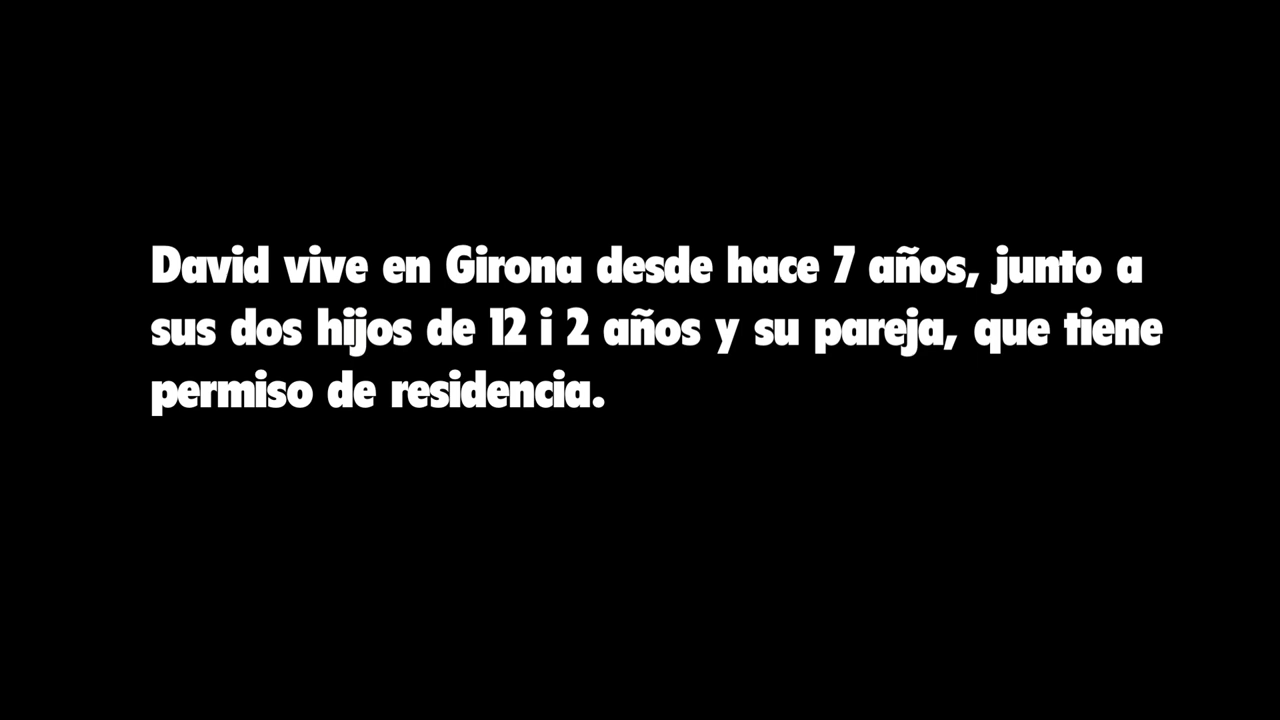 David vive en Girona desde hace 7 años, junto a
sus dos hijos de 12 i 2 años y su pareja, que tiene
permiso de residencia.